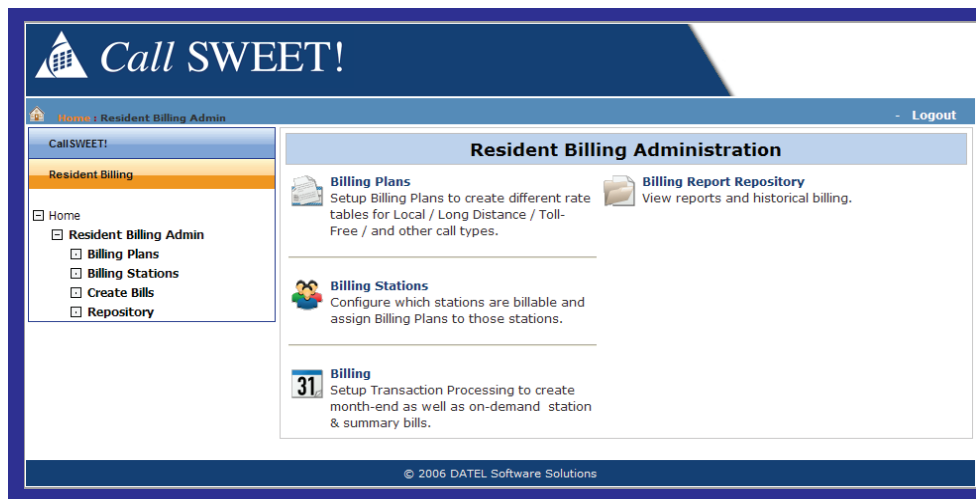 Call SWEET!
Home : Resident Billing Admin
- Logout
CallSWEET!
Resident Billing
Home
Resident Billing Admin
Billing Plans
Billing Stations
Create Bills
Repository
Resident Billing Administration
Billing Plans
Setup Billing Plans to create different rate
tables for Local / Long Distance / Toll-
Free / and other call types.
Billing Stations
Configure which stations are billable and
assign Billing Plans to those stations.
31
Billing
Setup Transaction Processing to create
month-end as well as on-demand station
& summary bills.
Billing Report Repository
View reports and historical billing.
© 2006 DATEL Software Solutions